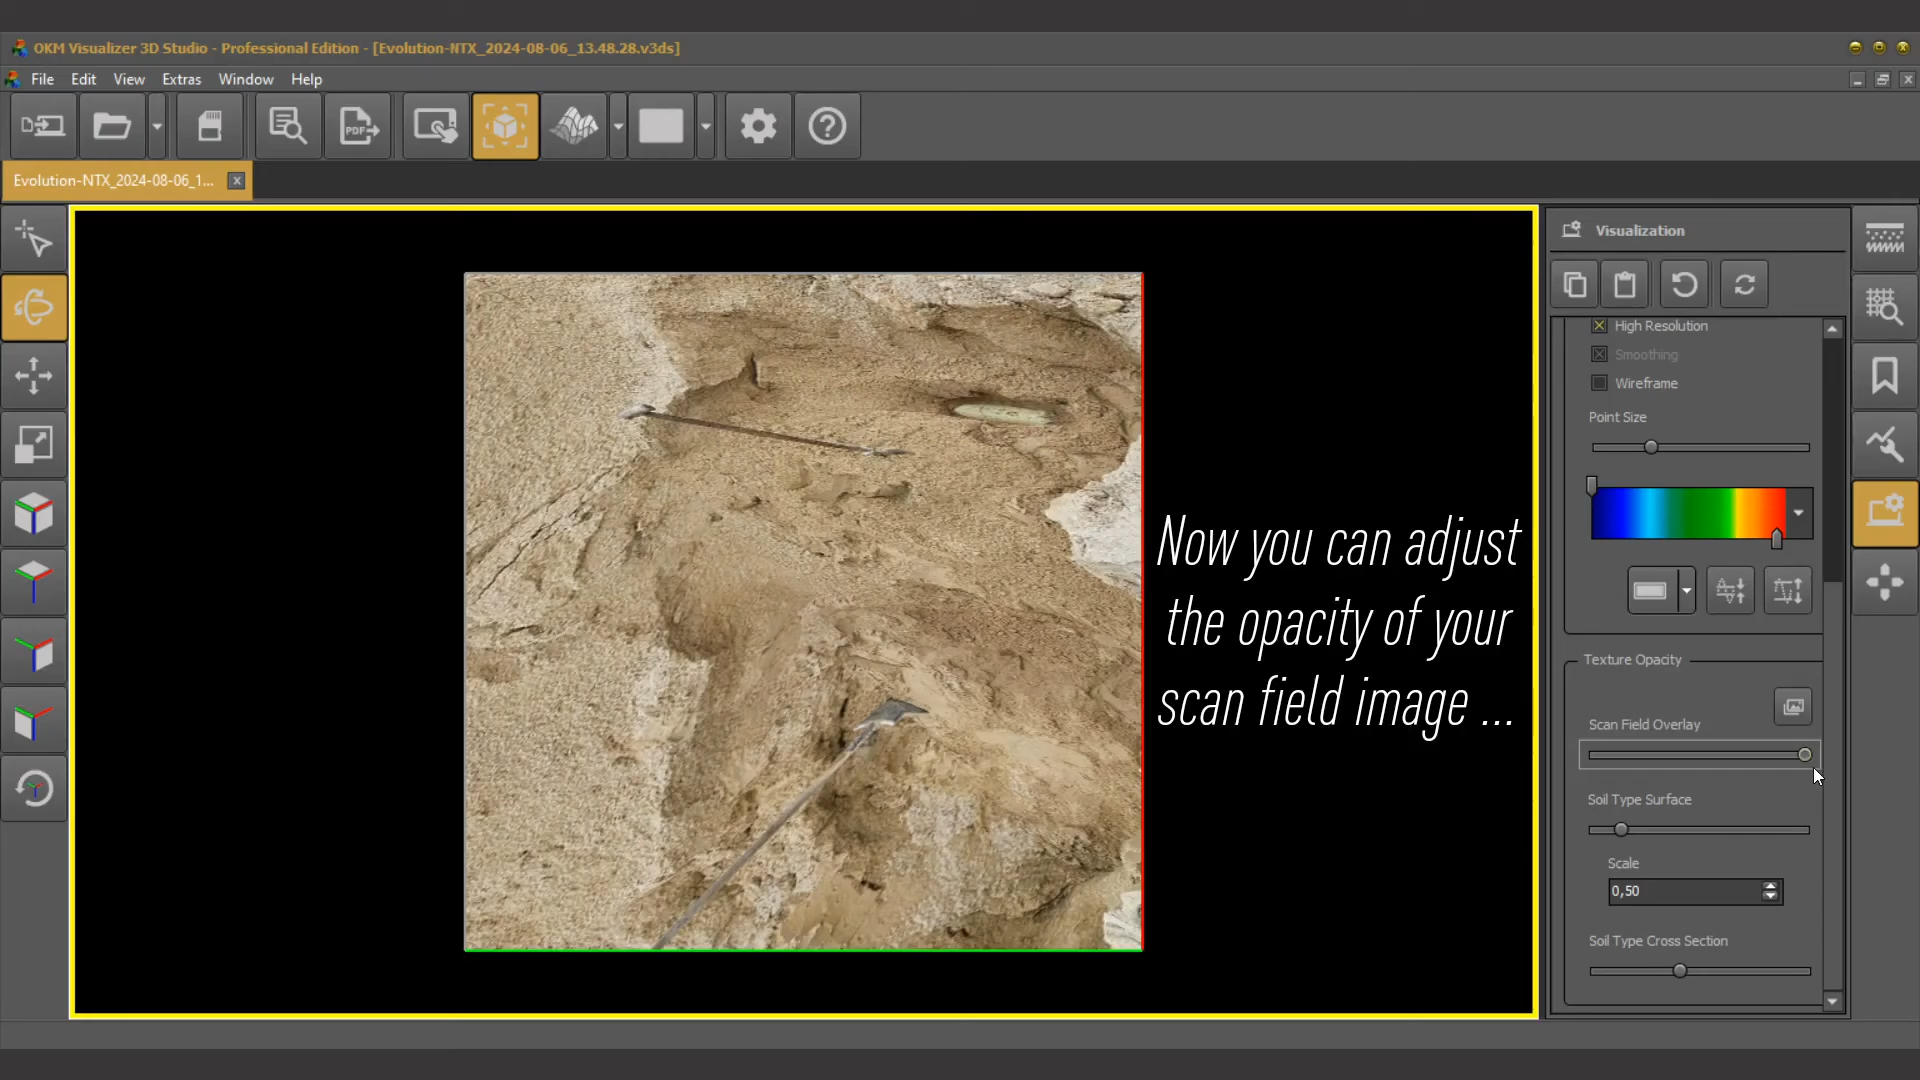 OKM Visualizer 3D Studio - Professional Edition - [Evolution-NTX_2024-08-06_13.48.28.v3ds]
File Edit View Extras Window Help
PDF
Evolution-NTX_2024-08-06_1...
Visualization
High Resolution
Smoothing
Wireframe
Point Size
Now you can adjust
the opacity of your
scan field image ...
Texture Opacity
Scan Field Overlay
Soil Type Surface
Scale
0,50
Soil Type Cross Section